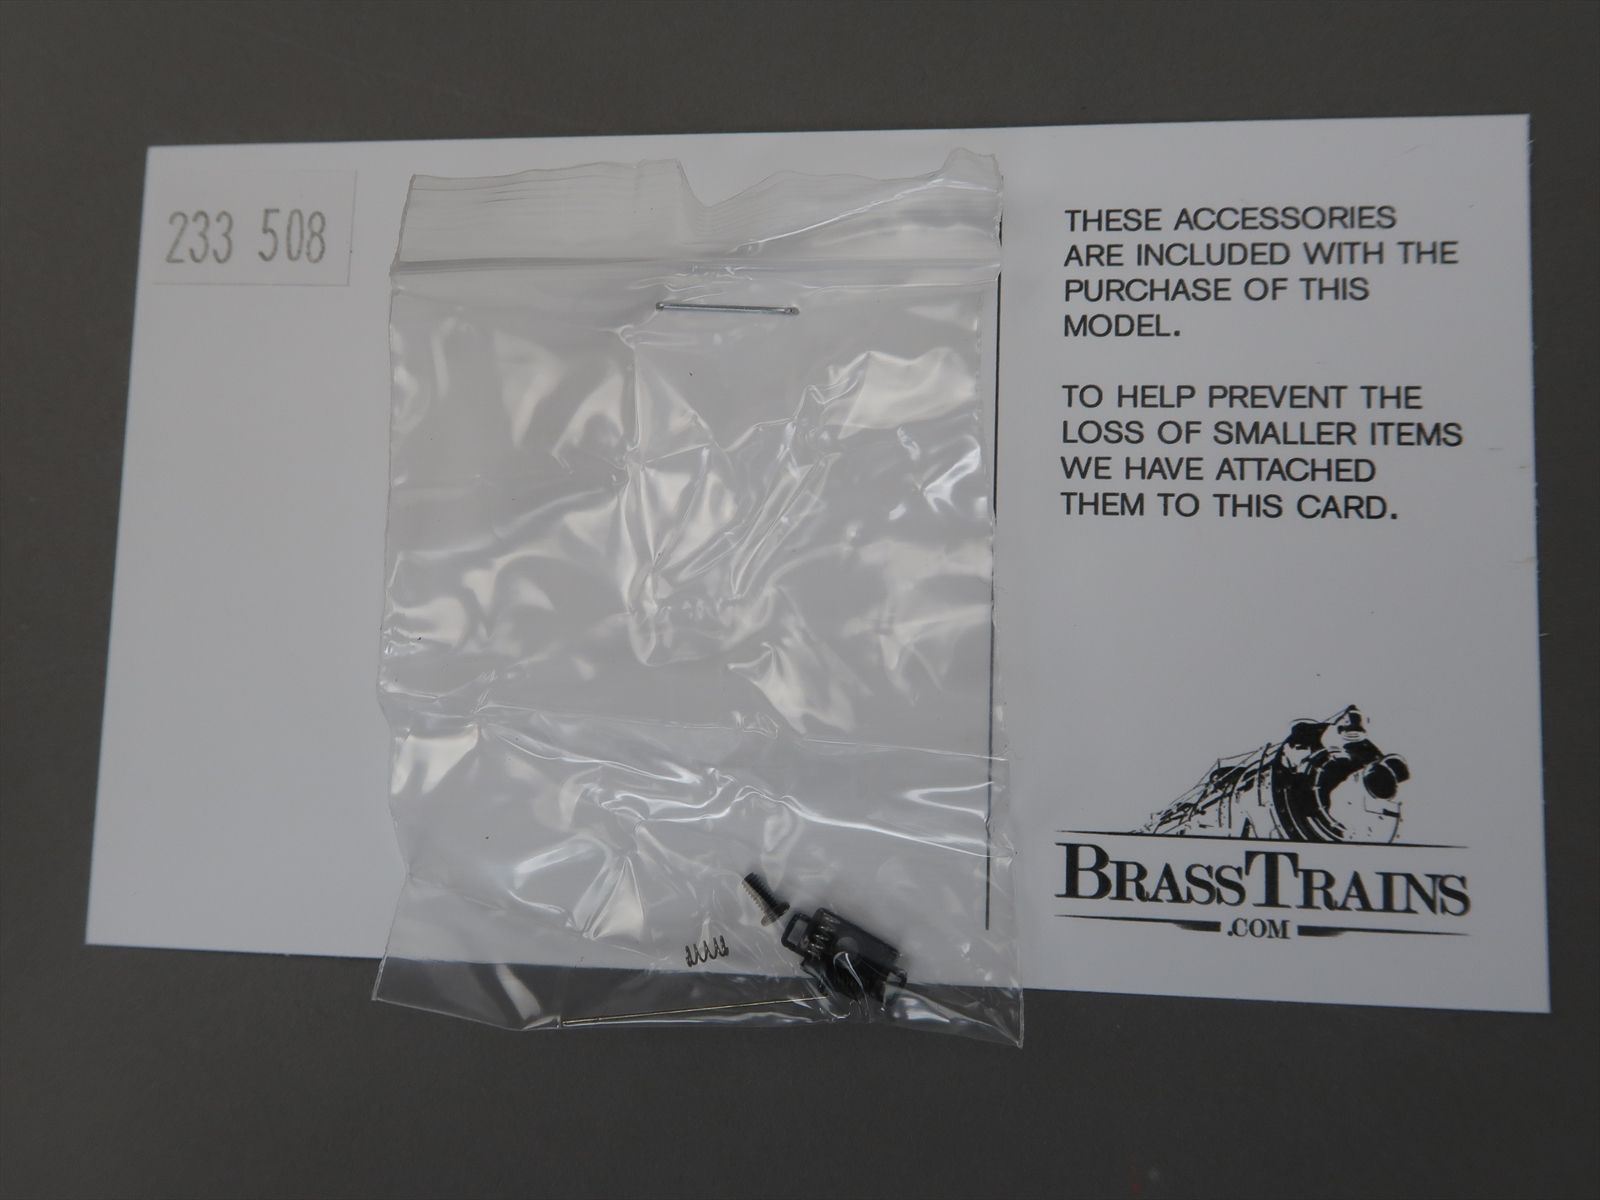 233 508
THESE ACCESSORIES
ARE INCLUDED WITH THE
PURCHASE OF THIS
MODEL.
TO HELP PREVENT THE
LOSS OF SMALLER ITEMS
WE HAVE ATTACHED
THEM TO THIS CARD.
BRASSTRAINS
.COM